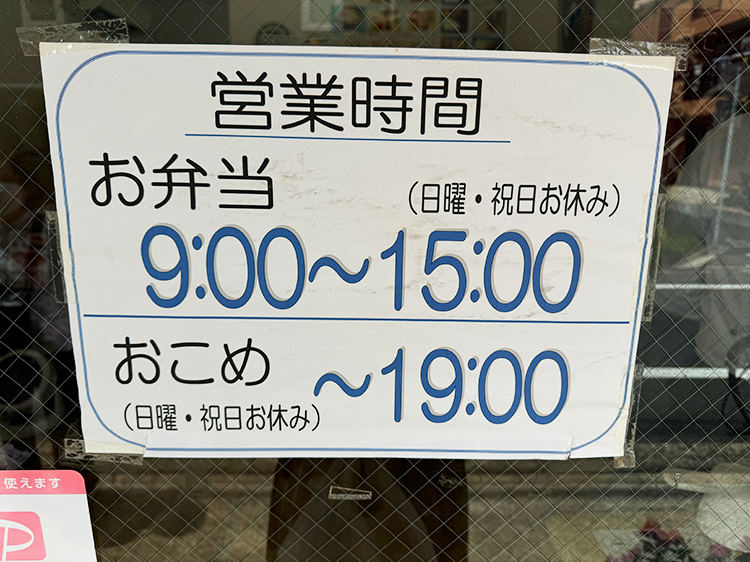 営業時間
お弁当 (日曜・祝日お休み)
9:00～15:00
おこめ ～19:00
(日曜・祝日お休み)
使えます
P